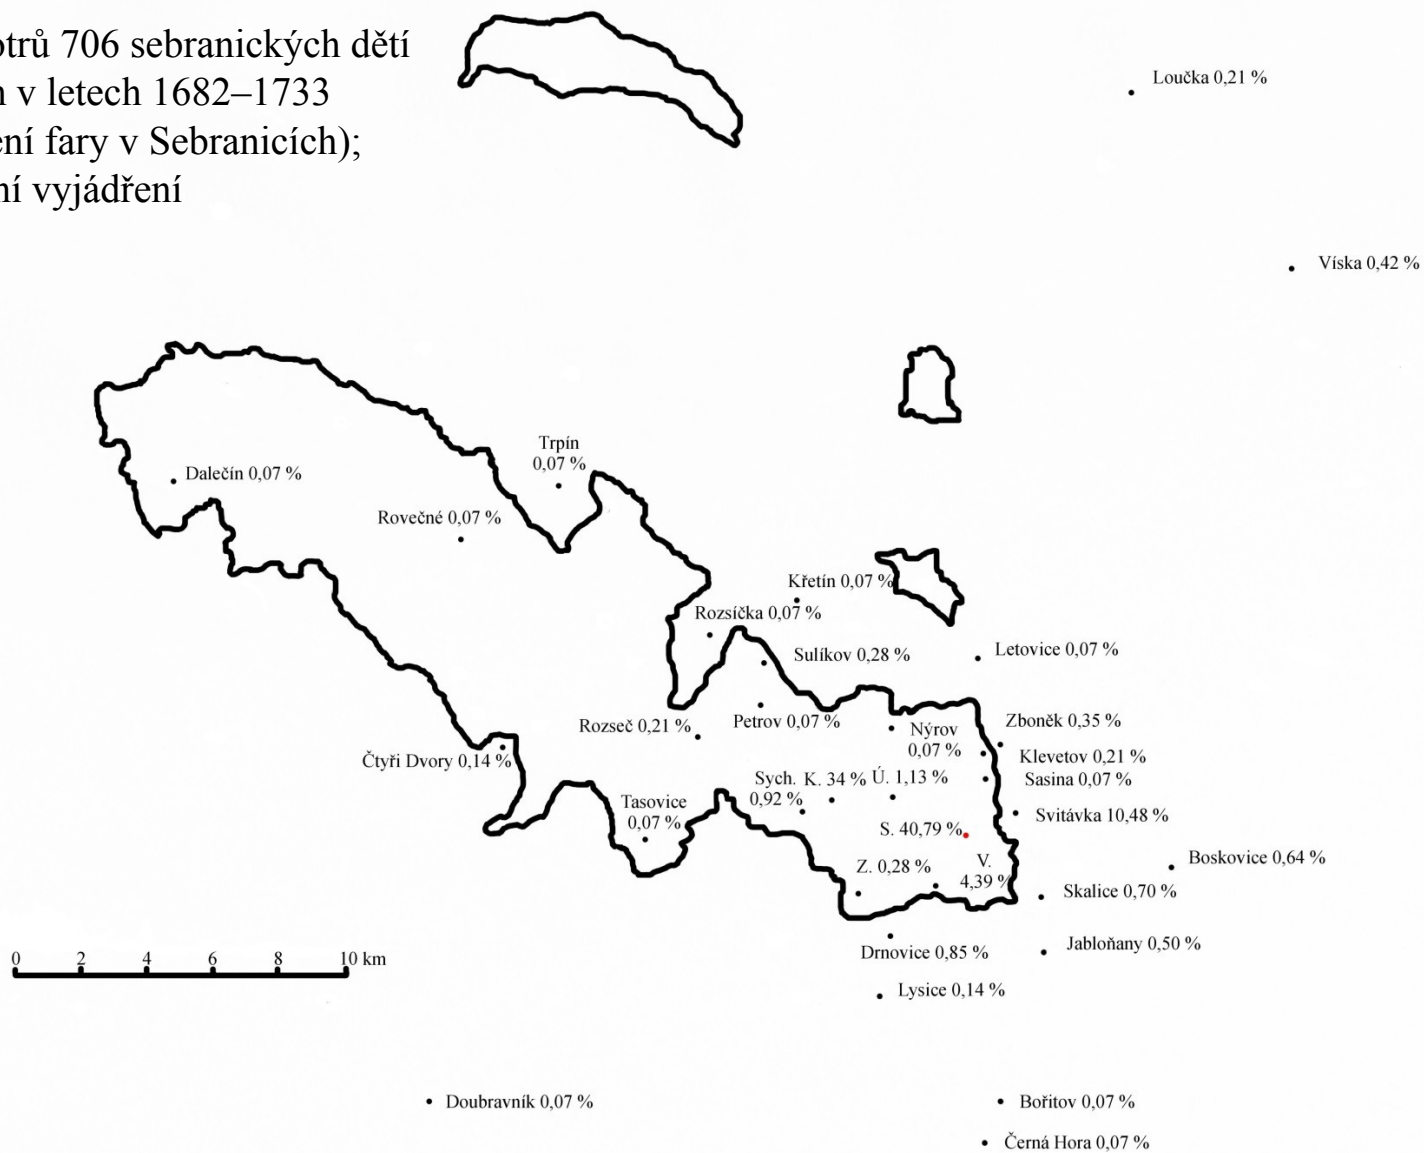 otrů 706 sebranických dětí
n v letech 1682–1733
ení fary v Sebranicích);
ní vyjádření
Loučka 0,21 %
Víska 0,42 %
Trpín
0,07 %
Dalečín 0,07 %
Rovečné 0,07 %
Křetín 0,07 %
Rozsíčka 0,07 %
Sulíkov 0,28 %
Letovice 0,07 %
Rozseč 0,21 %
Petrov 0,07 %
Nýrov
0,07 %
Zboněk 0,35 %
Klevetov 0,21 %
Sasina 0,07 %
Čtyři Dvory 0,14 %
Sych.
0,92 %
K. 34 %
Ú. 1,13 %
Tasovice
0,07 %
Svitávka 10,48 %
S. 40,79 %
Z. 0,28 %
V.
4,39 %
Boskovice 0,64 %
Skalice 0,70 %
Drnovice 0,85 %
Jabloňany 0,50 %
0 2 4 6 8 10 km
Lysice 0,14 %
Doubravník 0,07 %
Bořitov 0,07 %
Černá Hora 0,07 %